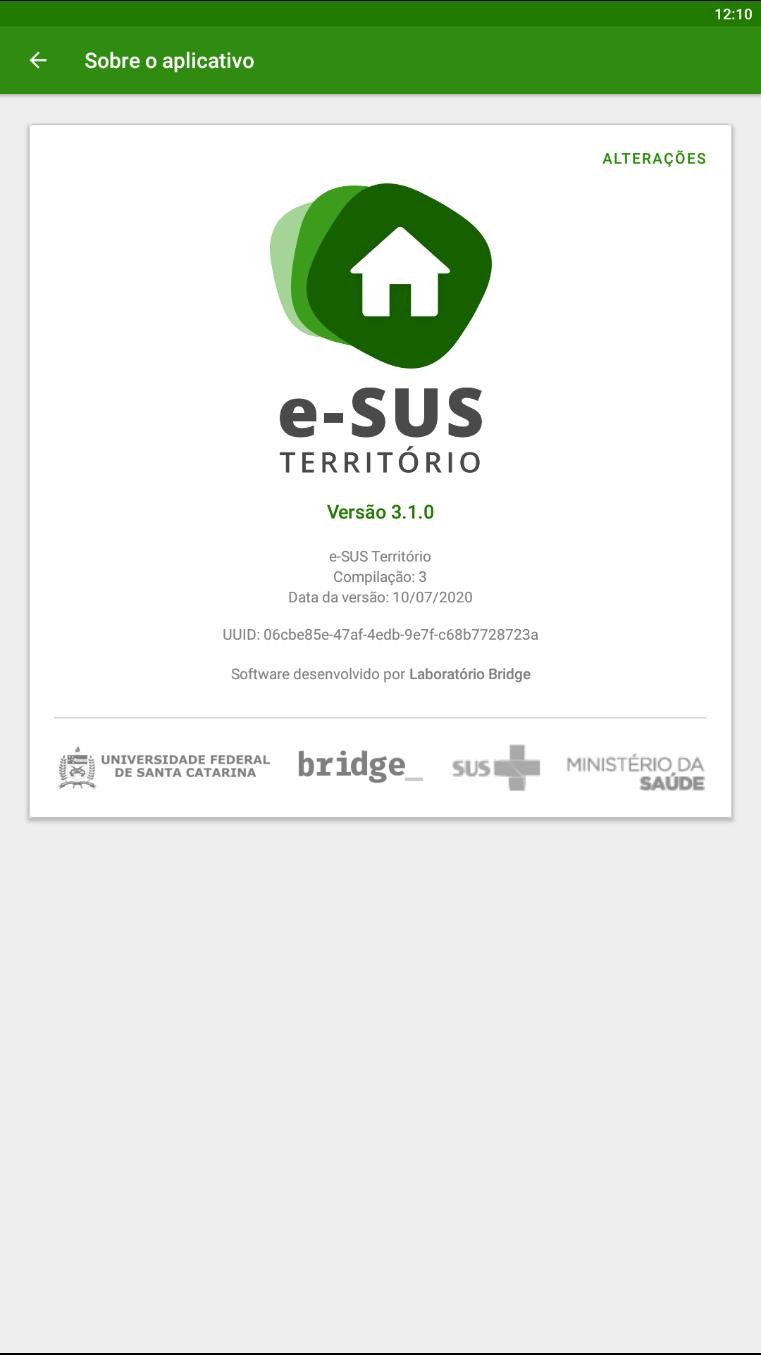 12:10
Sobre o aplicativo
ALTERAÇÕES
e-SUS
TERRITÓRIO
Versão 3.1.0
e-SUS Território
Compilação: 3
Data da versão: 10/07/2020
UUID: 06cbe85e-47af-4edb-9e7f-c68b7728723a
Software desenvolvido por Laboratório Bridge
UNIVERSIDADE FEDERAL
DE SANTA CATARINA
bridge_
SUS
MINISTÉRIO DA
SAÚDE